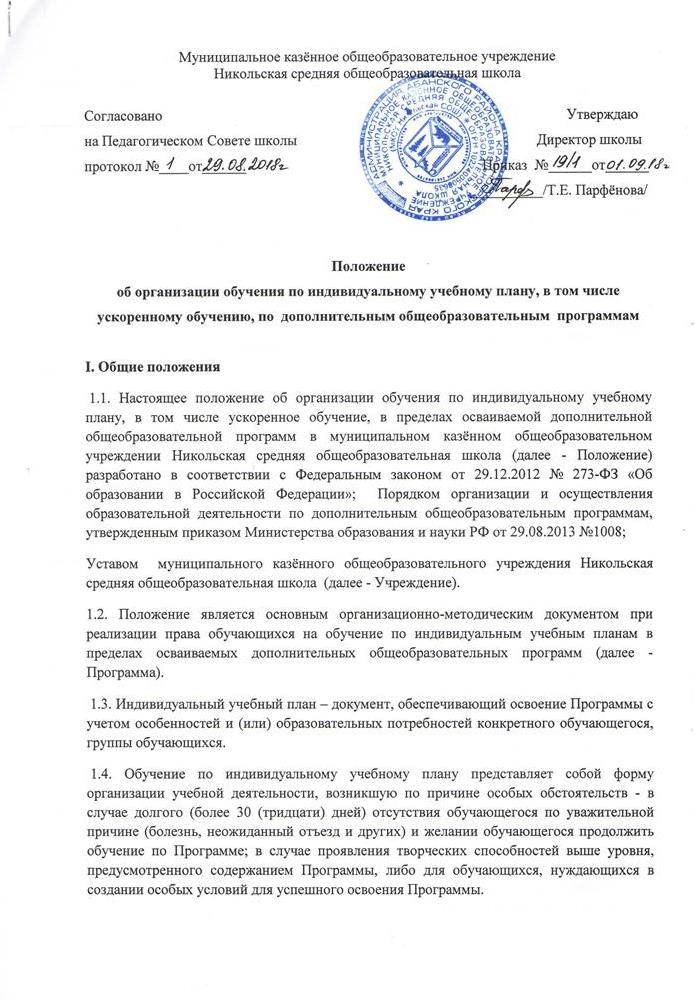 Муниципальное казённое общеобразовательное учреждение
Никольская средняя общеобразовательная школа
Согласовано
на Педагогическом Совете школы
протокол № 1 от 29.08.2018г
Утверждаю
Директор школы
Приказ № 19/1 от 01.09.18г
/Т.Е. Парфёнова/
Положение
об организации обучения по индивидуальному учебному плану, в том числе
ускоренному обучению, по дополнительным общеобразовательным программам
I. Общие положения
1.1. Настоящее положение об организации обучения по индивидуальному учебному
плану, в том числе ускоренное обучение, в пределах осваиваемой дополнительной
общеобразовательной программ в муниципальном казённом общеобразовательном
учреждении Никольская средняя общеобразовательная школа (далее - Положение)
разработано в соответствии с Федеральным законом от 29.12.2012 № 273-ФЗ «Об
образовании в Российской Федерации»; Порядком организации и осуществления
образовательной деятельности по дополнительным общеобразовательным программам,
утвержденным приказом Министерства образования и науки РФ от 29.08.2013 №1008;
Уставом муниципального казённого общеобразовательного учреждения Никольская
средняя общеобразовательная школа (далее - Учреждение).
1.2. Положение является основным организационно-методическим документом при
реализации права обучающихся на обучение по индивидуальным учебным планам в
пределах осваиваемых дополнительных общеобразовательных программ (далее -
Программа).
1.3. Индивидуальный учебный план – документ, обеспечивающий освоение Программы с
учетом особенностей и (или) образовательных потребностей конкретного обучающегося,
группы обучающихся.
1.4. Обучение по индивидуальному учебному плану представляет собой форму
организации учебной деятельности, возникшую по причине особых обстоятельств - в
случае долгого (более 30 (тридцати) дней) отсутствия обучающегося по уважительной
причине (болезнь, неожиданный отъезд и других) и желании обучающегося продолжить
обучение по Программе; в случае проявления творческих способностей выше уровня,
предусмотренного содержанием Программы, либо для обучающихся, нуждающихся в
создании особых условий для успешного освоения Программы.